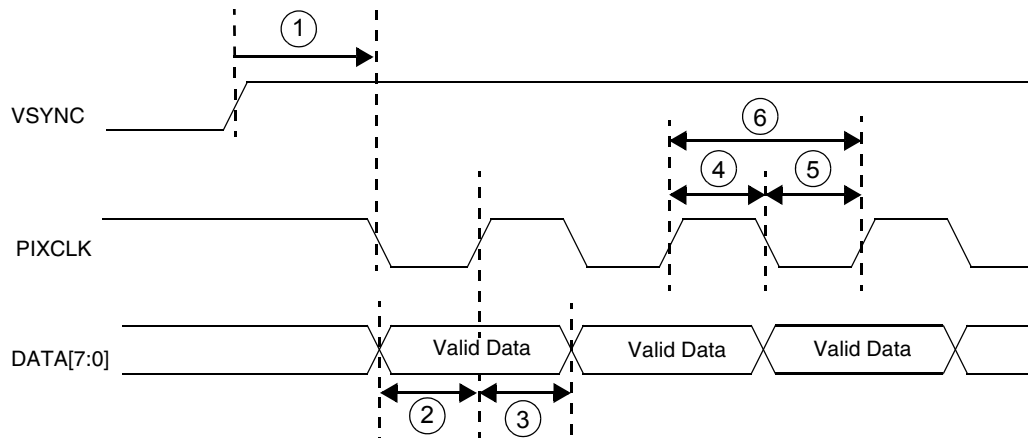 1
VSYNC
6
4 5
PIXCLK
DATA[7:0] Valid Data Valid Data Valid Data
2 3